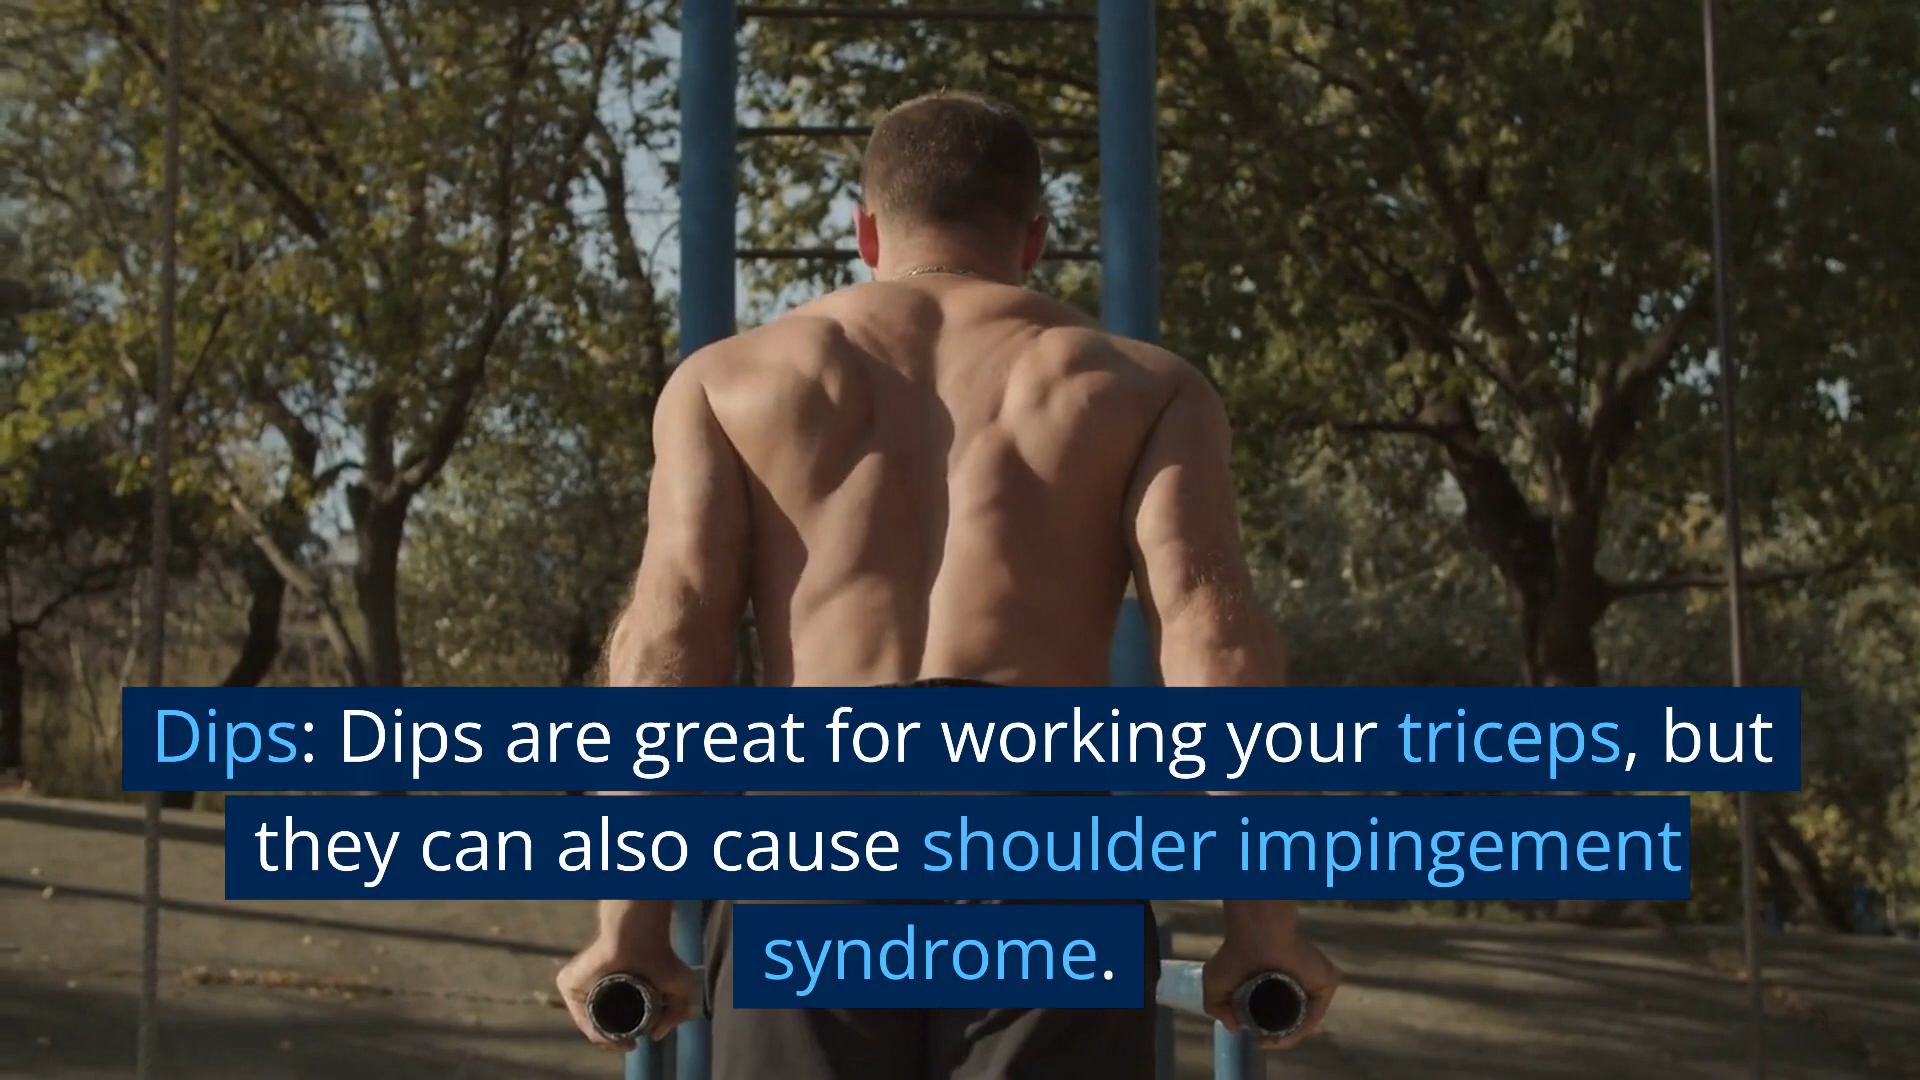 Dips: Dips are great for working your triceps, but
they can also cause shoulder impingement
syndrome.